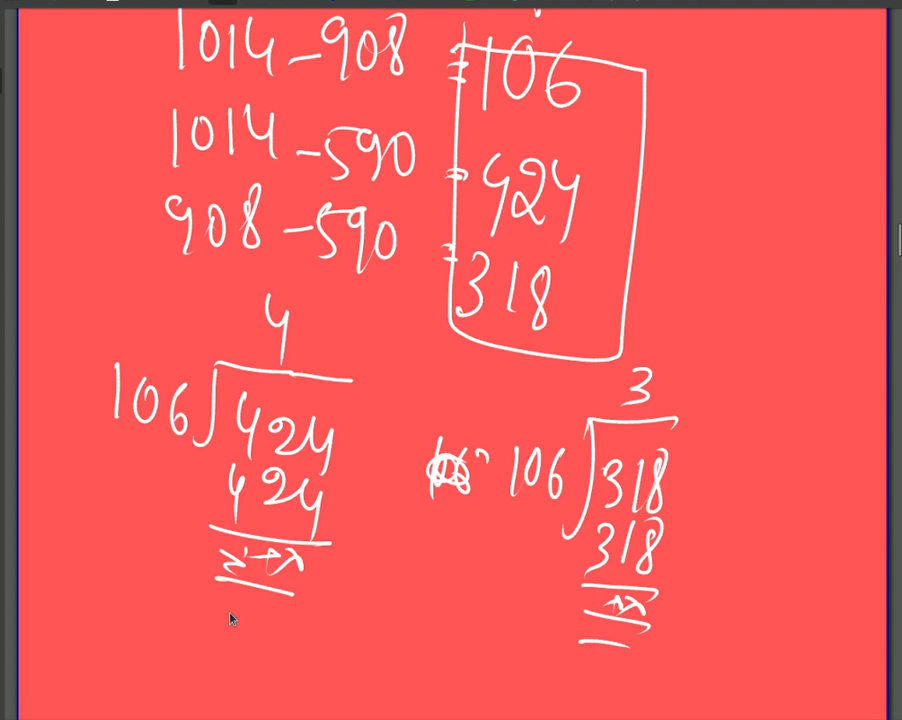 1014 - 908 = 106
1014 - 590 = 424
908 - 590 = 318
4
106)424
424
3
106)318
318